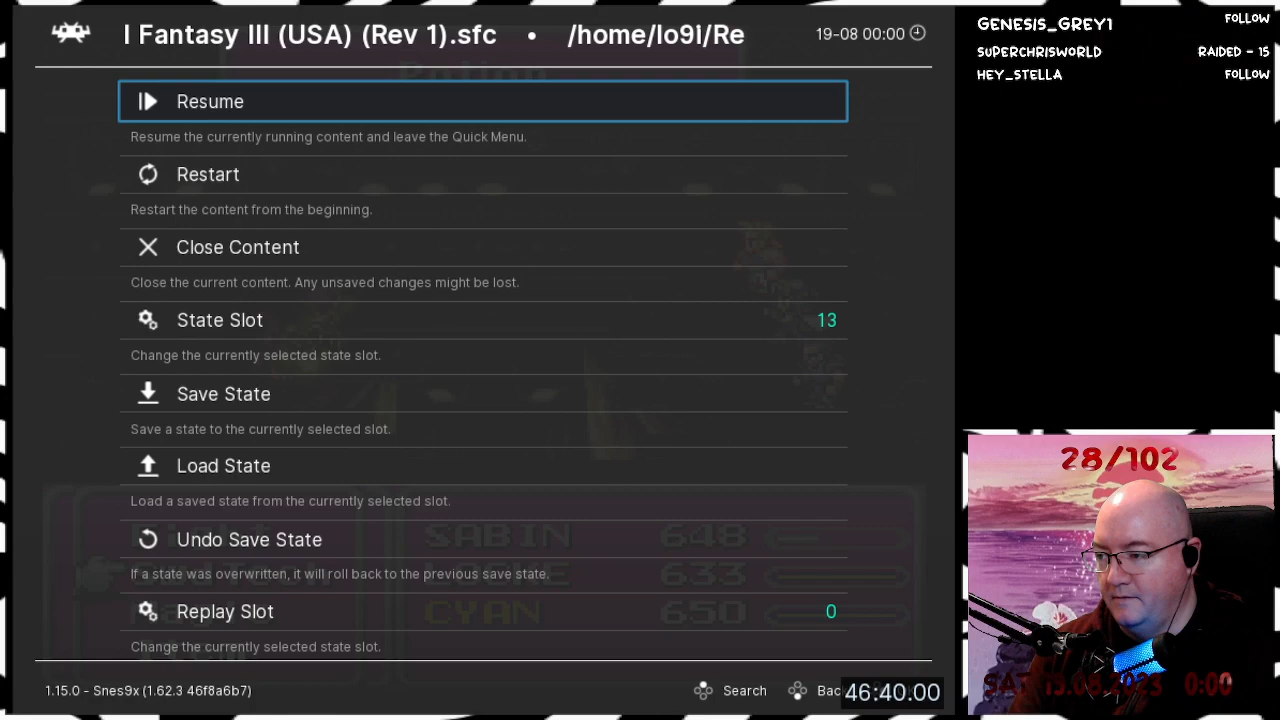 l Fantasy III (USA) (Rev 1).sfc • /home/lo9l/Re
19-08 00:00
Potion
Resume
Resume the currently running content and leave the Quick Menu.
Restart
Restart the content from the beginning.
Close Content
Close the current content. Any unsaved changes might be lost.
State Slot 13
Change the currently selected state slot.
Save State
Save a state to the currently selected slot.
Load State
Load a saved state from the currently selected slot.
Undo Save State
If a state was overwritten, it will roll back to the previous save state.
Replay Slot 0
Change the currently selected state slot.
SABIN 648
633
CYAN 650
Item
1.15.0 - Snes9x (1.62.3 46f8a6b7)
Search
46:40.00
GENESIS_GREY1 FOLLOW
SUPERCHRISWORLD RAIDED - 15
HEY_STELLA FOLLOW
28/102
0:00